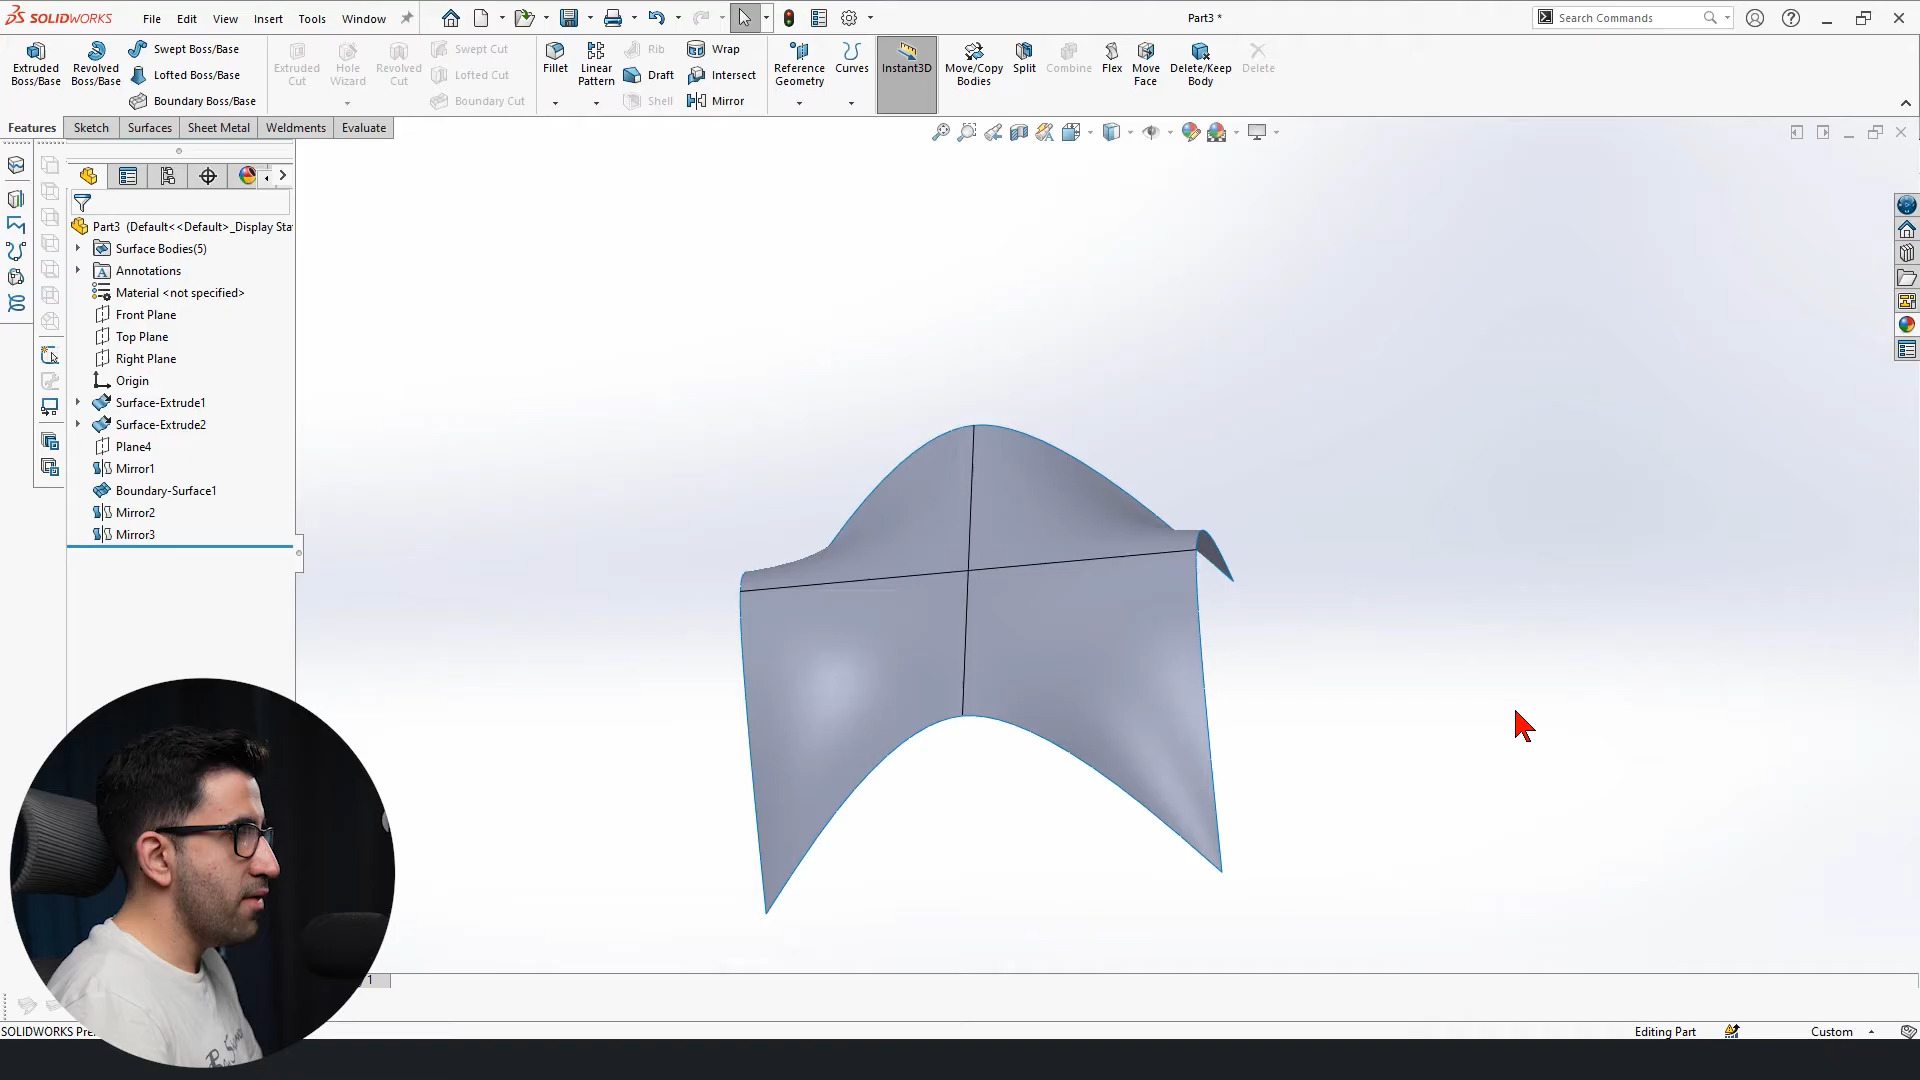 SOLIDWORKS
File Edit View Insert Tools Window
Part3 *
Search Commands
Extruded Boss/Base
Revolved Boss/Base
Swept Boss/Base
Lofted Boss/Base
Boundary Boss/Base
Extruded Cut
Hole Wizard
Revolved Cut
Swept Cut
Lofted Cut
Boundary Cut
Fillet
Linear Pattern
Rib
Draft
Shell
Wrap
Intersect
Mirror
Reference Geometry
Curves
Instant3D
Move/Copy Bodies
Split
Combine
Flex
Move Face
Delete/Keep Body
Delete
Features Sketch Surfaces Sheet Metal Weldments Evaluate
Part3 (Default<<Default>_Display Sta
Surface Bodies(5)
Annotations
Material <not specified>
Front Plane
Top Plane
Right Plane
Origin
Surface-Extrude1
Surface-Extrude2
Plane4
Mirror1
Boundary-Surface1
Mirror2
Mirror3
1
SOLIDWORKS Pre
Editing Part
Custom